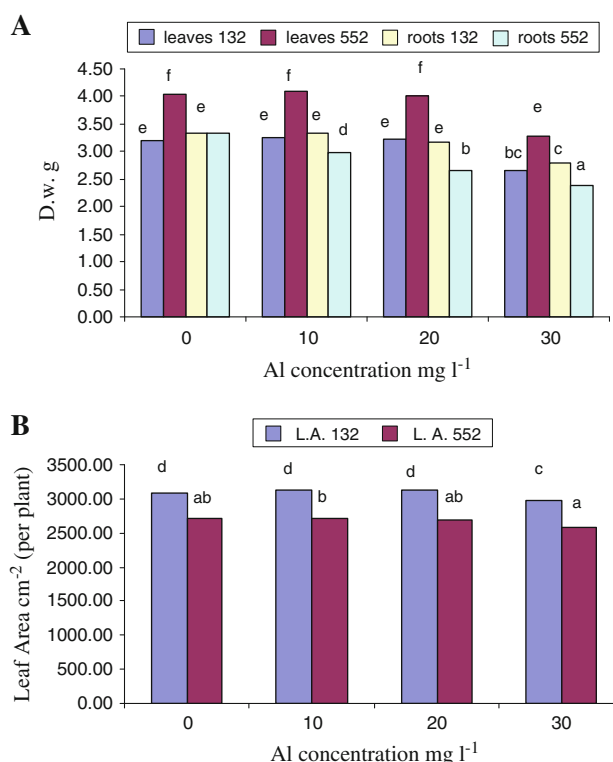 A
leaves 132 leaves 552 roots 132 roots 552
4.50
4.00
3.50
3.00
2.50
2.00
1.50
1.00
0.50
0.00
D.w. g
e f e
e f e d
e f e b
bc e c a
0 10 20 30
Al concentration mg l-1
B
L.A. 132 L. A. 552
3500.00
3000.00
2500.00
2000.00
1500.00
1000.00
500.00
0.00
Leaf Area cm-2 (per plant)
d ab d b d ab c a
0 10 20 30
Al concentration mg l-1